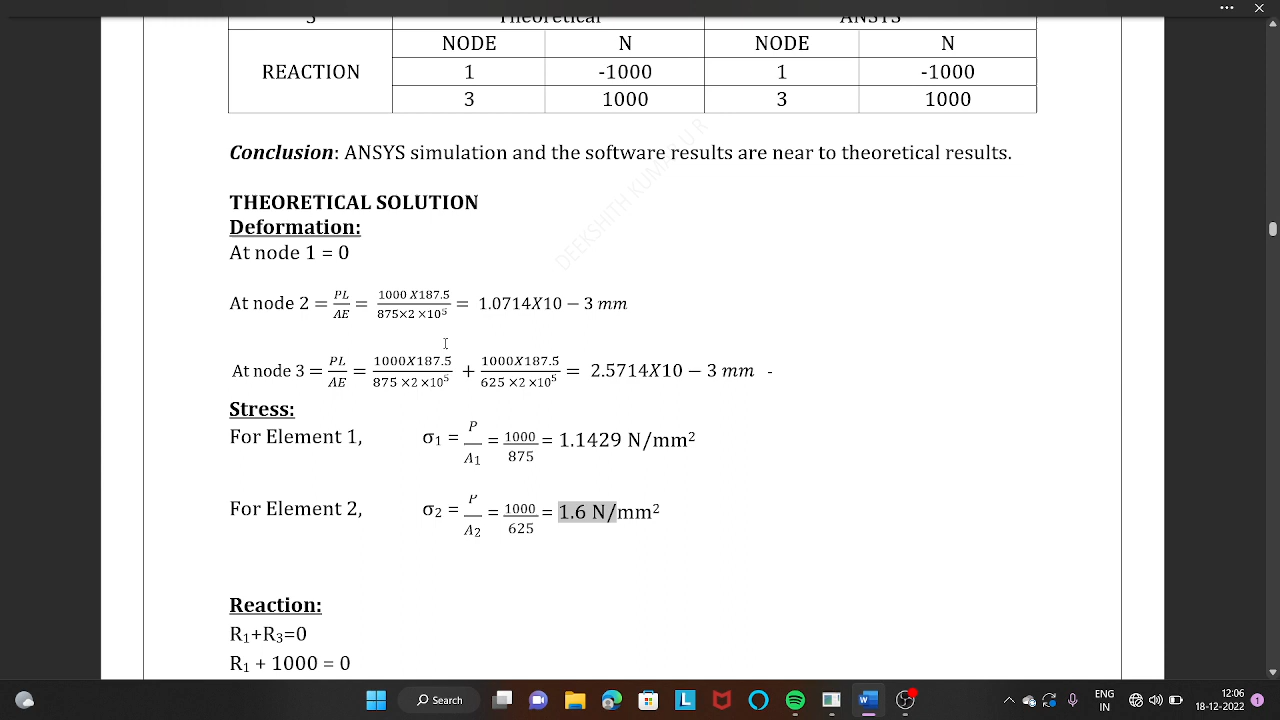 3 Theoretical ANSYS
REACTION NODE N NODE N
1 -1000 1 -1000
3 1000 3 1000
Conclusion: ANSYS simulation and the software results are near to theoretical results.
THEORETICAL SOLUTION
Deformation:
At node 1 = 0
At node 2 = PL/AE = 1000 X187.5/875×2 ×10⁵ = 1.0714X10 − 3 mm
At node 3 = PL/AE = 1000X187.5/875 ×2 ×10⁵ + 1000X187.5/625 ×2 ×10⁵ = 2.5714X10 − 3 mm -
Stress:
For Element 1, σ₁ = P/A₁ = 1000/875 = 1.1429 N/mm²
For Element 2, σ₂ = P/A₂ = 1000/625 = 1.6 N/mm²
Reaction:
R₁+R₃=0
R₁ + 1000 = 0
Search
ENG
IN
12:06
18-12-2022